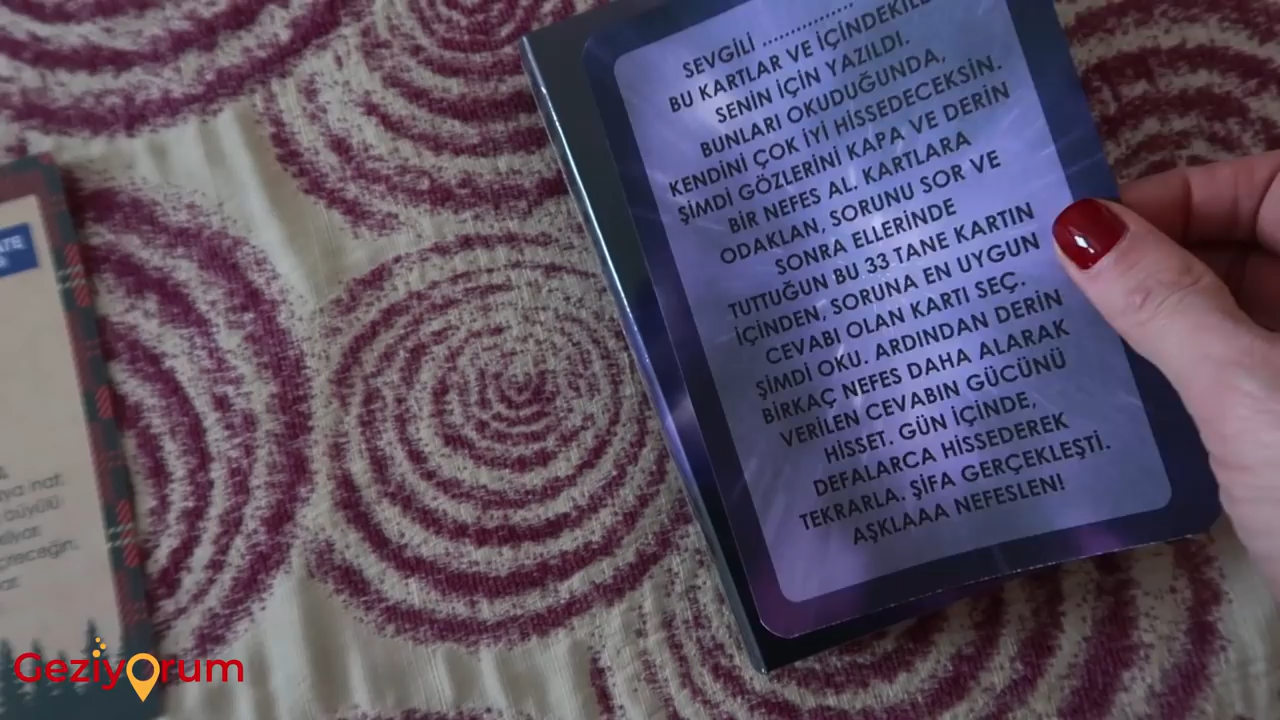 SEVGİLİ ...............
BU KARTLAR VE
SENİN İÇİN YAZILDI.
BUNLARI OKUDUĞUNDA,
KENDİNİ ÇOK İYİ HİSSEDECEKSİN.
ŞİMDİ GÖZLERİNİ KAPA VE DERİN
BİR NEFES AL. KARTLARA
ODAKLAN, SORUNU SOR VE
SONRA ELLERİNDE
TUTTUĞUN BU 33 TANE KARTIN
İÇİNDEN, SORUNA EN UYGUN
CEVABI OLAN KARTI SEÇ.
ŞİMDİ OKU. ARDINDAN DERİN
BİRKAÇ NEFES DAHA ALARAK
VERİLEN CEVABIN GÜCÜNÜ
HİSSET. GÜN İÇİNDE,
DEFALARCA HİSSEDEREK
TEKRARLA. ŞİFA GERÇEKLEŞTİ.
AŞKLAAA NEFESLEN!
Geziyorum